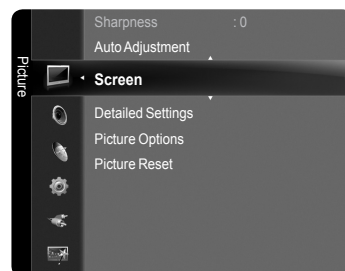 Picture
Sharpness : 0
Auto Adjustment
Screen
Detailed Settings
Picture Options
Picture Reset